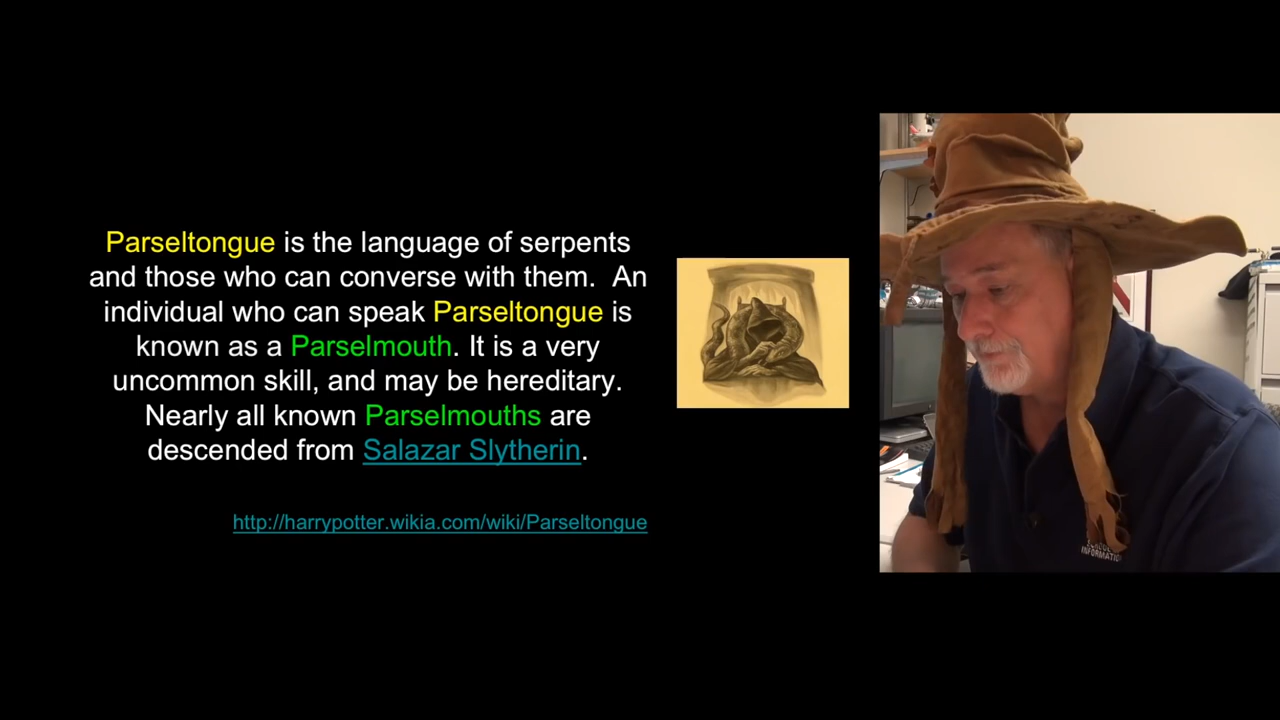 Parseltongue is the language of serpents
and those who can converse with them. An
individual who can speak Parseltongue is
known as a Parselmouth. It is a very
uncommon skill, and may be hereditary.
Nearly all known Parselmouths are
descended from Salazar Slytherin.
http://harrypotter.wikia.com/wiki/Parseltongue
INFORMATION